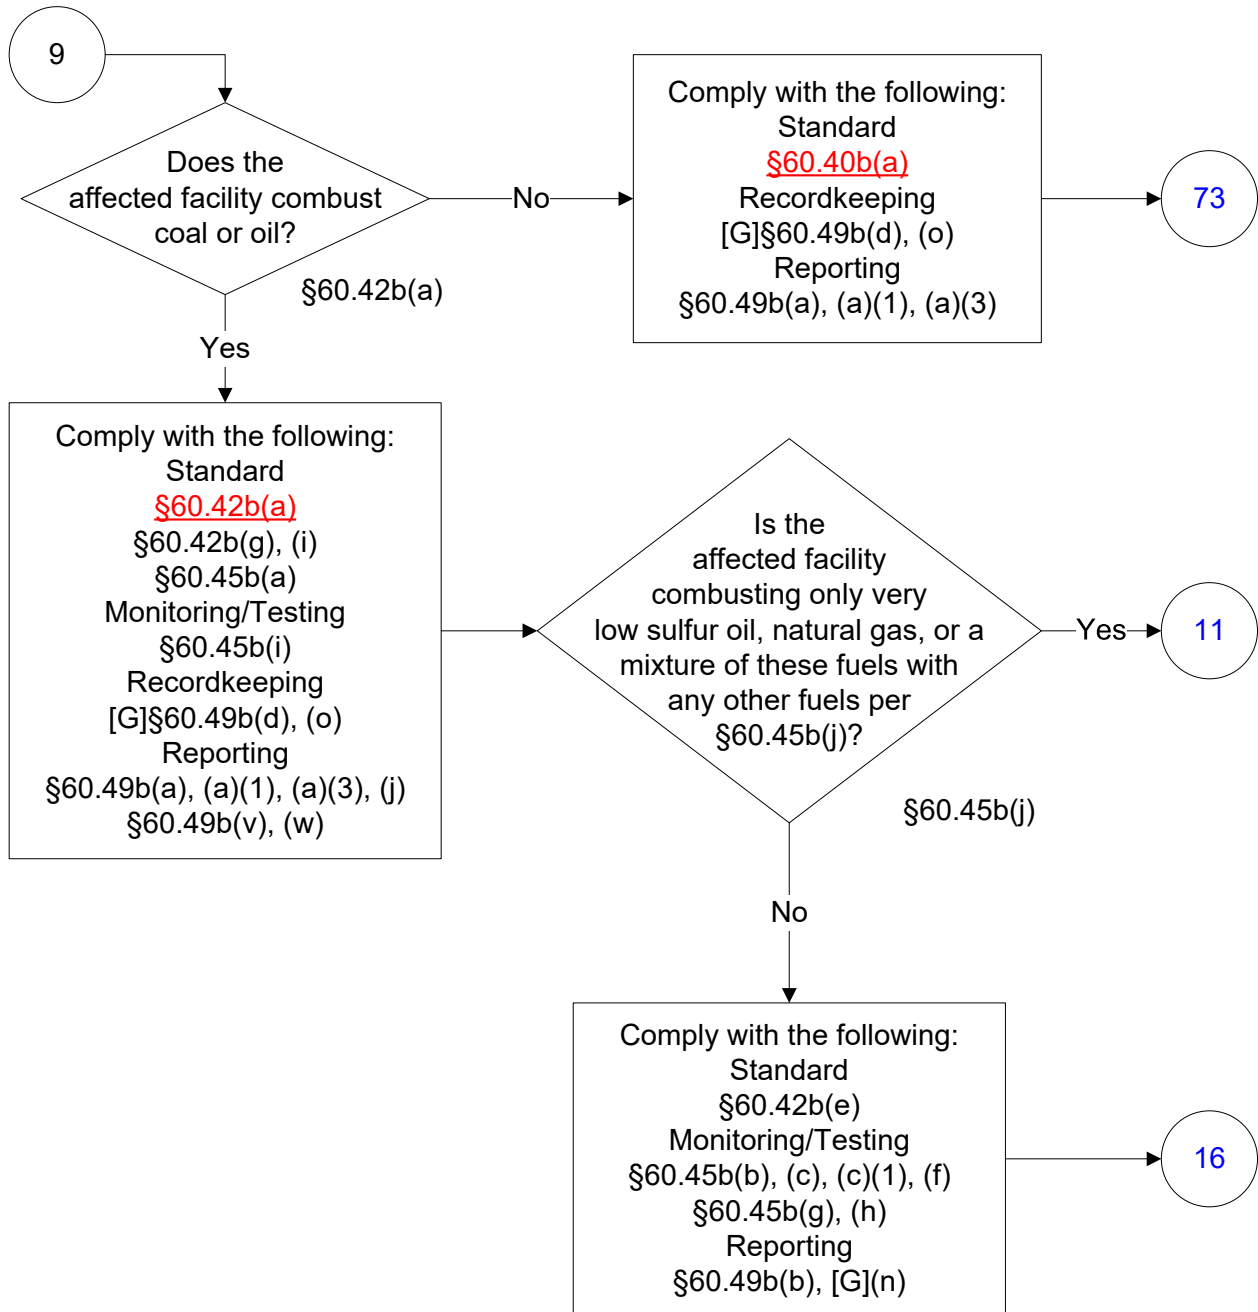 9
Does the
affected facility combust
coal or oil?
§60.42b(a)
No
Comply with the following:
Standard
§60.40b(a)
Recordkeeping
[G]§60.49b(d), (o)
Reporting
§60.49b(a), (a)(1), (a)(3)
73
Yes
Comply with the following:
Standard
§60.42b(a)
§60.42b(g), (i)
§60.45b(a)
Monitoring/Testing
§60.45b(i)
Recordkeeping
[G]§60.49b(d), (o)
Reporting
§60.49b(a), (a)(1), (a)(3), (j)
§60.49b(v), (w)
Is the
affected facility
combusting only very
low sulfur oil, natural gas, or a
mixture of these fuels with
any other fuels per
§60.45b(j)?
§60.45b(j)
Yes
11
No
Comply with the following:
Standard
§60.42b(e)
Monitoring/Testing
§60.45b(b), (c), (c)(1), (f)
§60.45b(g), (h)
Reporting
§60.49b(b), [G](n)
16